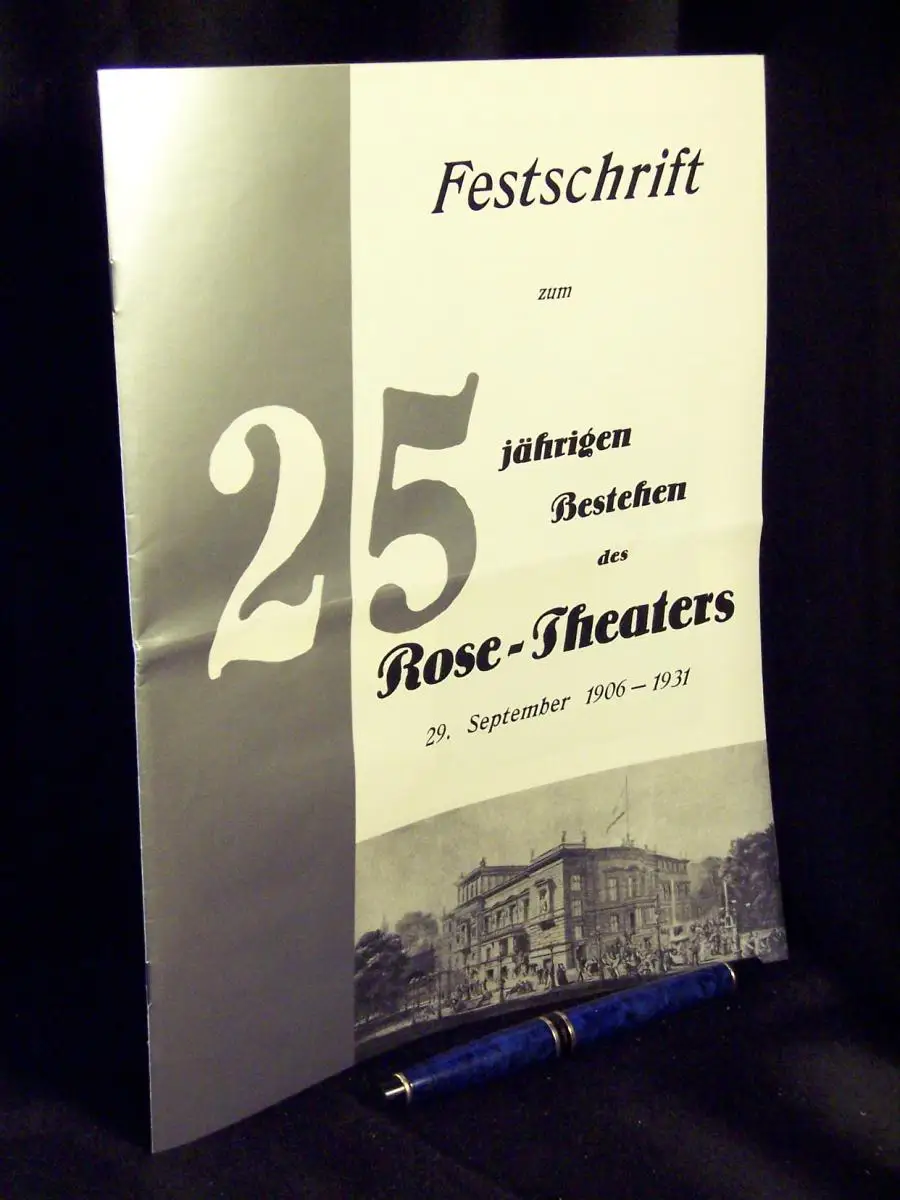 Festschrift
zum
25 jährigen
Bestehen
des
Rose-Theaters
29. September 1906 – 1931